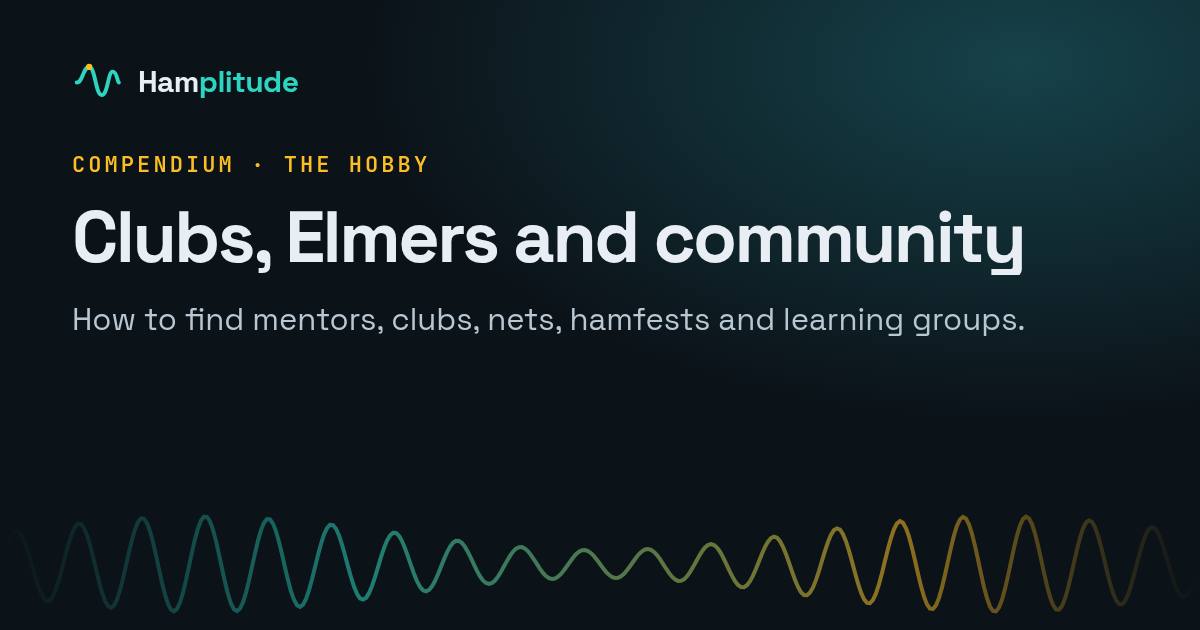 Hamplitude
COMPENDIUM · THE HOBBY
Clubs, Elmers and community
How to find mentors, clubs, nets, hamfests and learning groups.